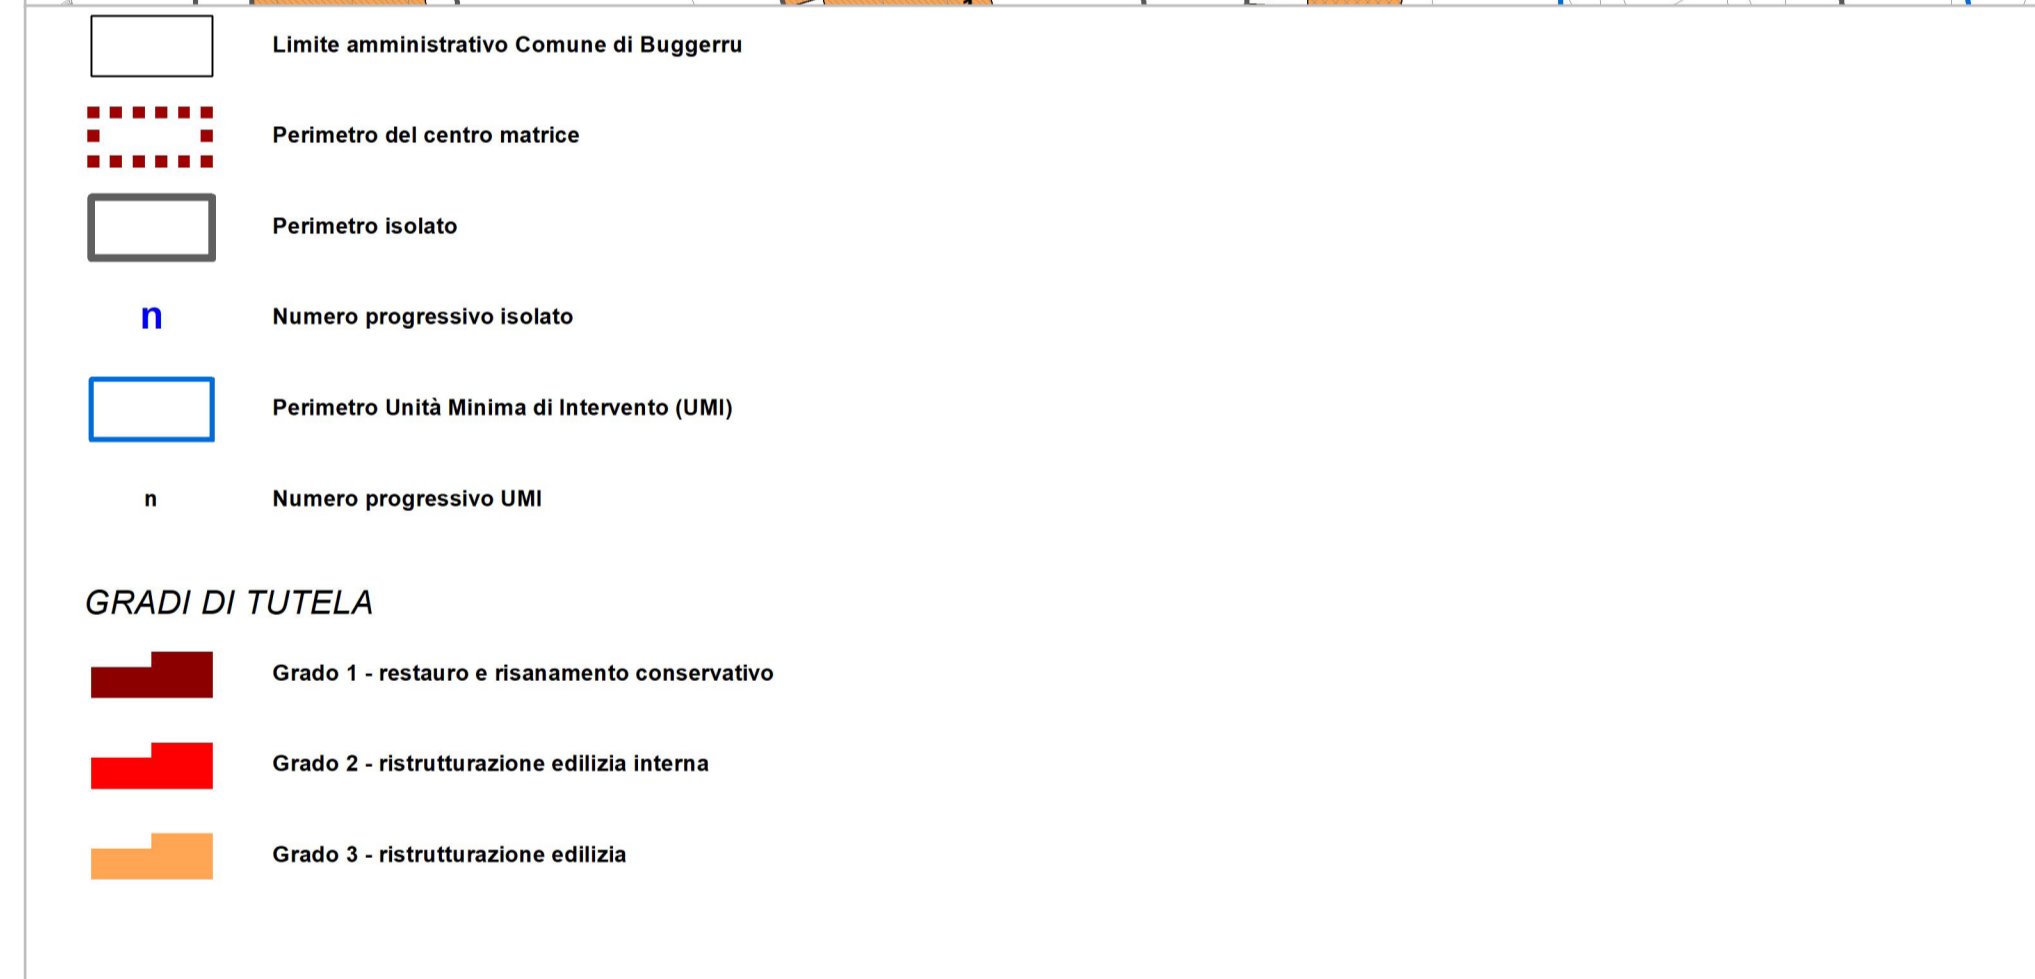 Limite amministrativo Comune di Buggerru
Perimetro del centro matrice
Perimetro isolato
n Numero progressivo isolato
Perimetro Unità Minima di Intervento (UMI)
n Numero progressivo UMI
GRADI DI TUTELA
Grado 1 - restauro e risanamento conservativo
Grado 2 - ristrutturazione edilizia interna
Grado 3 - ristrutturazione edilizia